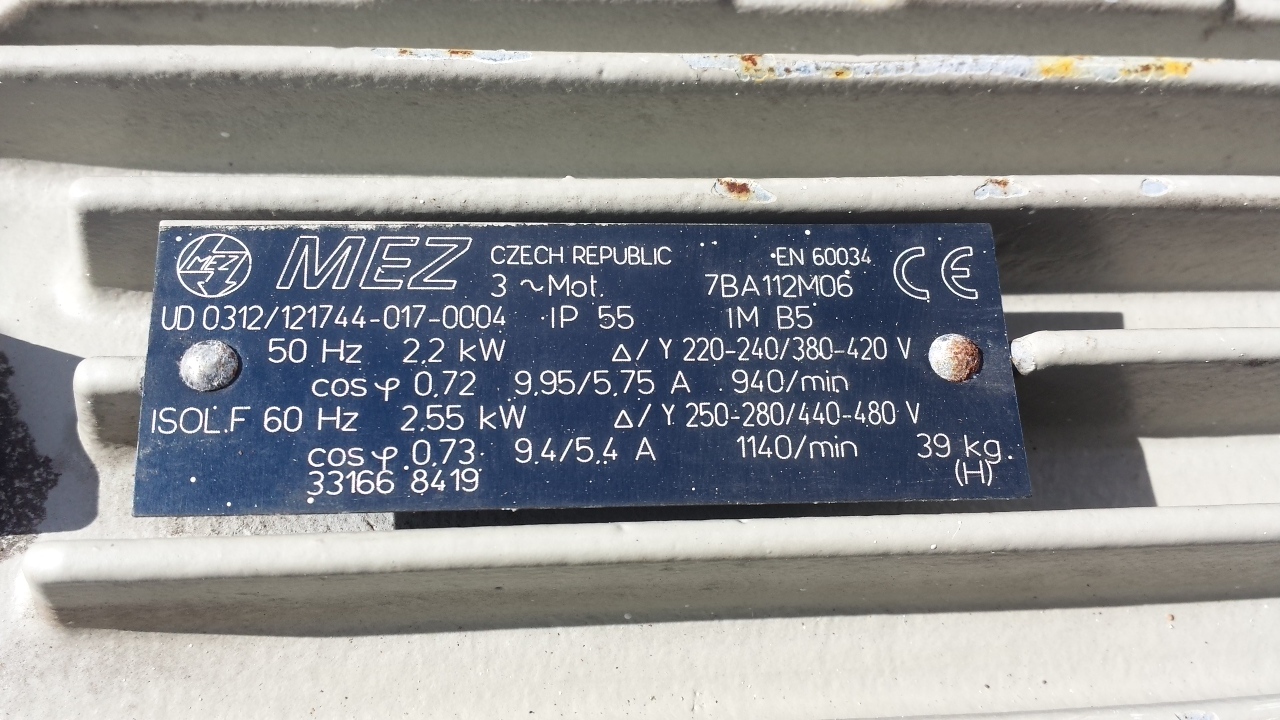 MEZ MEZ CZECH REPUBLIC EN 60034 CE
3 ~Mot. 7BA112M06
UD 0312/121744-017-0004 IP 55 IM B5
50 Hz 2,2 kW Δ/Y 220-240/380-420 V
cos φ 0,72 9,95/5,75 A 940/min
ISOL.F 60 Hz 2,55 kW Δ/Y 250-280/440-480 V
cos φ 0,73 9,4/5,4 A 1140/min 39 kg.
33166 8419 (H)